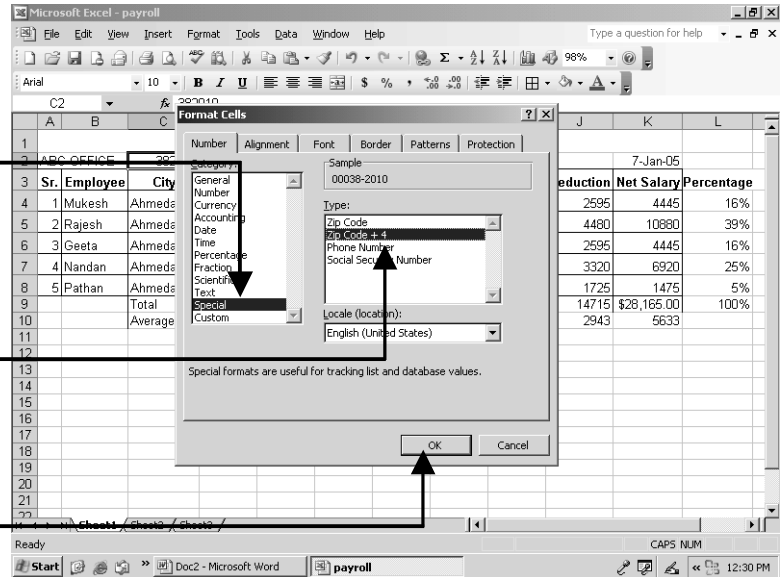 Microsoft Excel - payroll
File Edit View Insert Format Tools Data Window Help Type a question for help
98%
Arial 10 B I U $ %
C2 fx 382010
Format Cells
A B C J K L
Number Alignment Font Border Patterns Protection
Category:
General
Number
Currency
Accounting
Date
Time
Percentage
Fraction
Scientific
Text
Special
Custom
Sample
00038-2010
Type:
Zip Code
Zip Code + 4
Phone Number
Social Security Number
Locale (location):
English (United States)
Special formats are useful for tracking list and database values.
OK Cancel
1
2 ABC OFFICE 382 7-Jan-05
3 Sr. Employee City eduction Net Salary Percentage
4 1 Mukesh Ahmeda 2595 4445 16%
5 2 Rajesh Ahmeda 4480 10880 39%
6 3 Geeta Ahmeda 2595 4445 16%
7 4 Nandan Ahmeda 3320 6920 25%
8 5 Pathan Ahmeda 1725 1475 5%
9 Total 14715 $28,165.00 100%
10 Average 2943 5633
11
12
13
14
15
16
17
18
19
20
21
22
Sheet1 Sheet2 Sheet3
Ready CAPS NUM
Start » Doc2 - Microsoft Word payroll « 12:30 PM